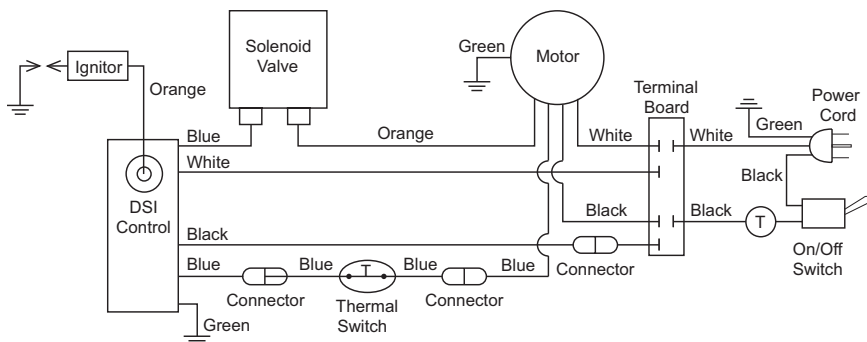 Solenoid
Valve
Green
Motor
Ignitor
Orange
Terminal
Board
Power
Cord
Green
Blue
Orange
White
White
White
Black
DSI
Control
Black
Black
T
On/Off
Switch
Black
Connector
Blue
Blue
T
Blue
Blue
Connector
Thermal
Switch
Connector
Green